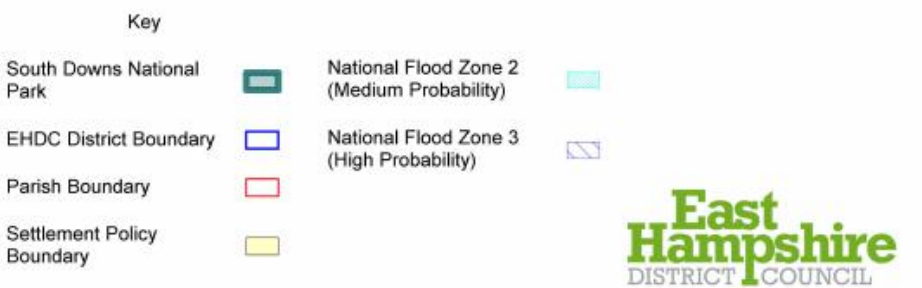 Key
South Downs National
Park
EHDC District Boundary
Parish Boundary
Settlement Policy
Boundary
National Flood Zone 2
(Medium Probability)
National Flood Zone 3
(High Probability)
East
Hampshire
DISTRICT COUNCIL